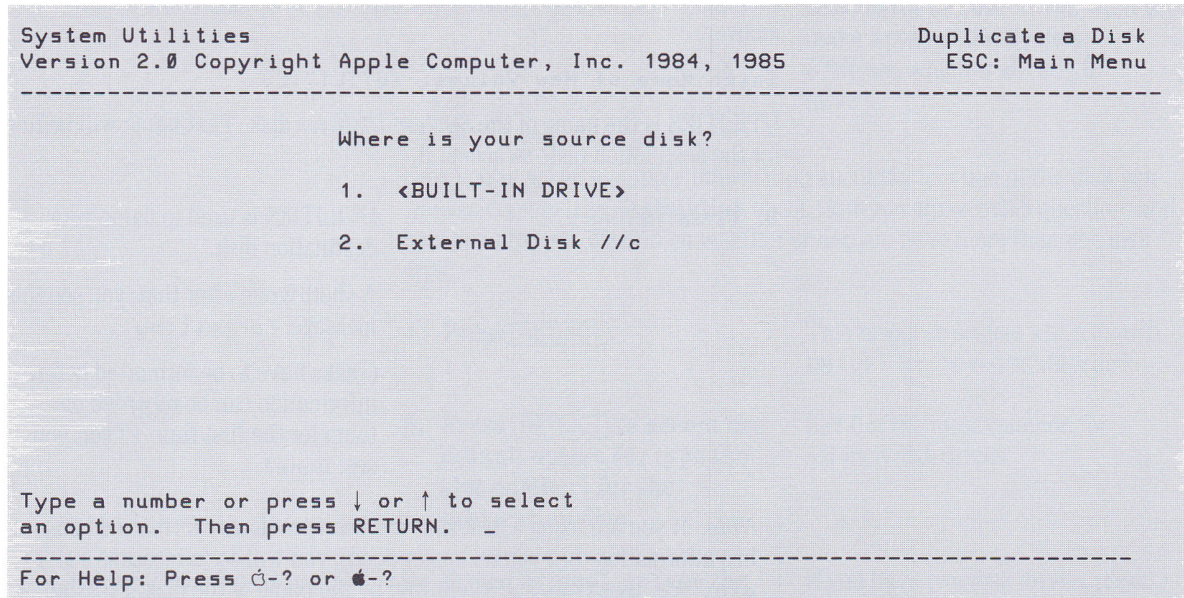 System Utilities Duplicate a Disk
Version 2.0 Copyright Apple Computer, Inc. 1984, 1985 ESC: Main Menu
Where is your source disk?
1. <BUILT-IN DRIVE>
2. External Disk //c
Type a number or press ↓ or ↑ to select
an option. Then press RETURN. _
For Help: Press -? or -?